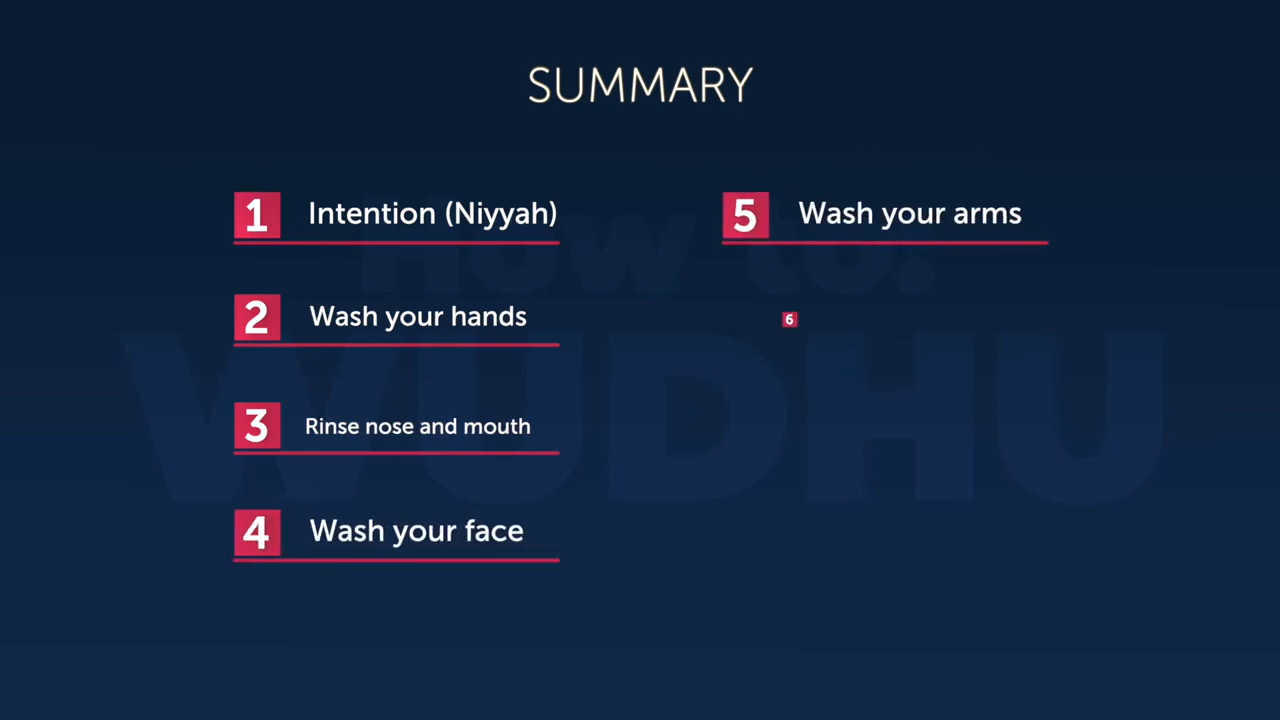 SUMMARY
1 Intention (Niyyah)
2 Wash your hands
3 Rinse nose and mouth
4 Wash your face
5 Wash your arms
6
How to:
WUDHU